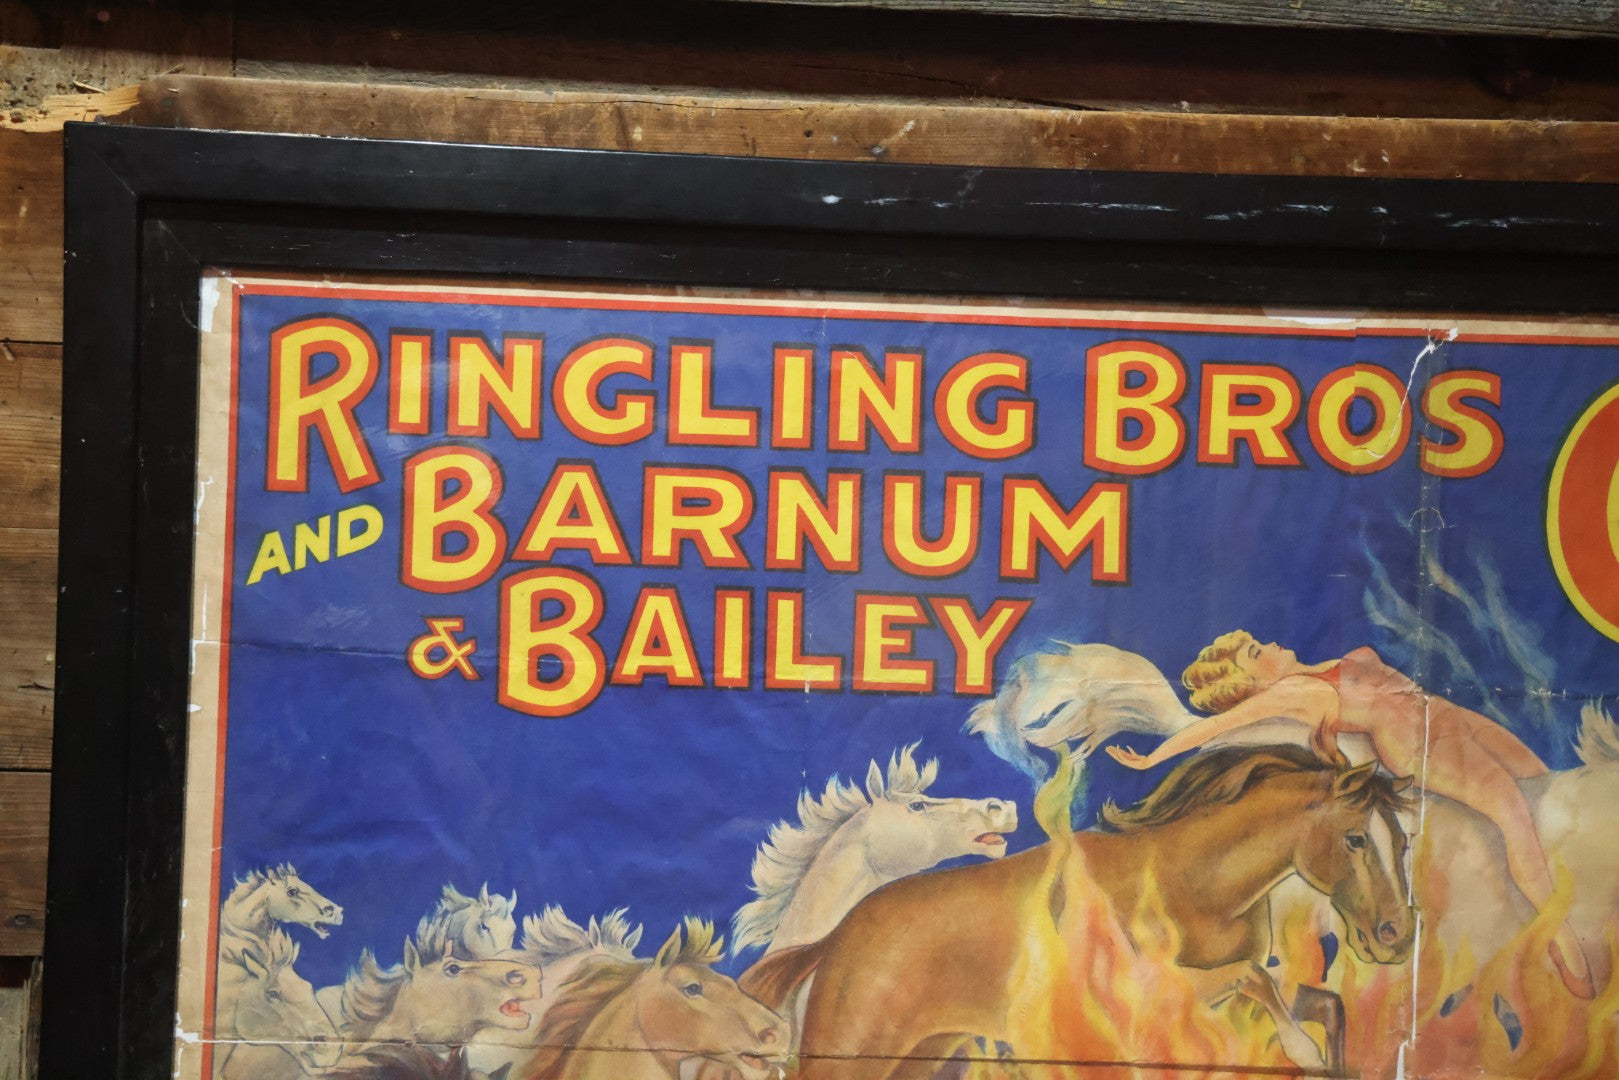 RINGLING BROS
AND BARNUM
& BAILEY